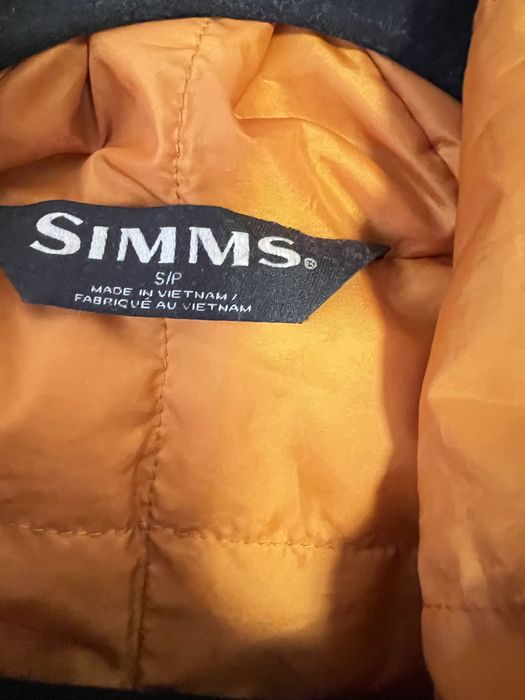 SIMMS®
S/P
MADE IN VIETNAM /
FABRIQUÉ AU VIETNAM